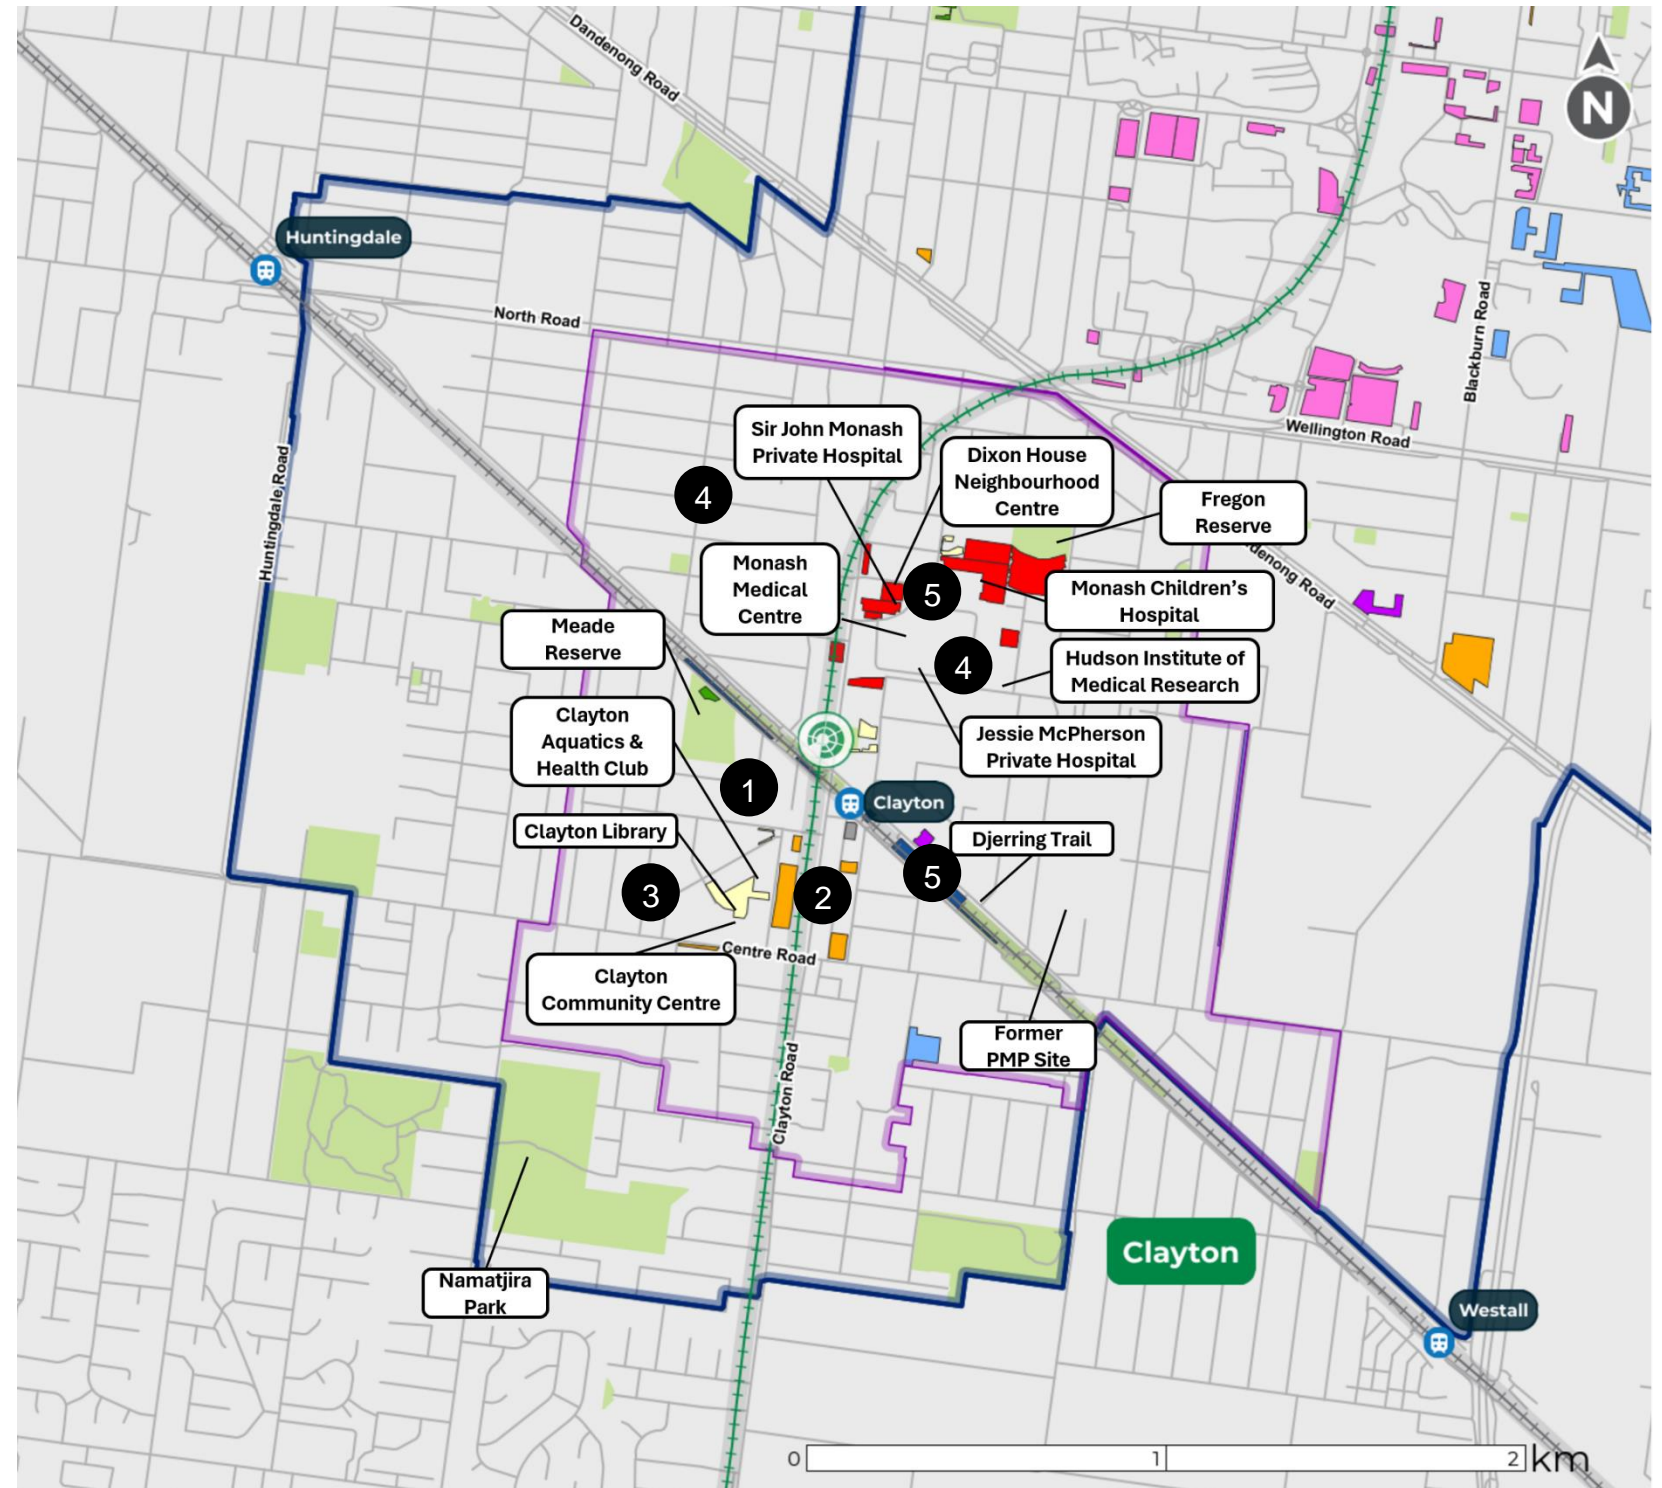 Dandenong Road
N
Huntingdale
North Road
Blackburn Road
Wellington Road
Sir John Monash
Private Hospital
Dixon House
Neighbourhood
Centre
Fregon
Reserve
4
Huntingdale Road
Monash
Medical
Centre
5
denong Road
Monash Children's
Hospital
Meade
Reserve
4
Hudson Institute of
Medical Research
Clayton
Aquatics &
Health Club
Jessie McPherson
Private Hospital
1
Clayton
Clayton Library
Djerring Trail
3
2
5
Centre Road
Clayton
Community Centre
Former
PMP Site
Clayton Road
Clayton
Namatjira
Park
Westall
0 1 2 km